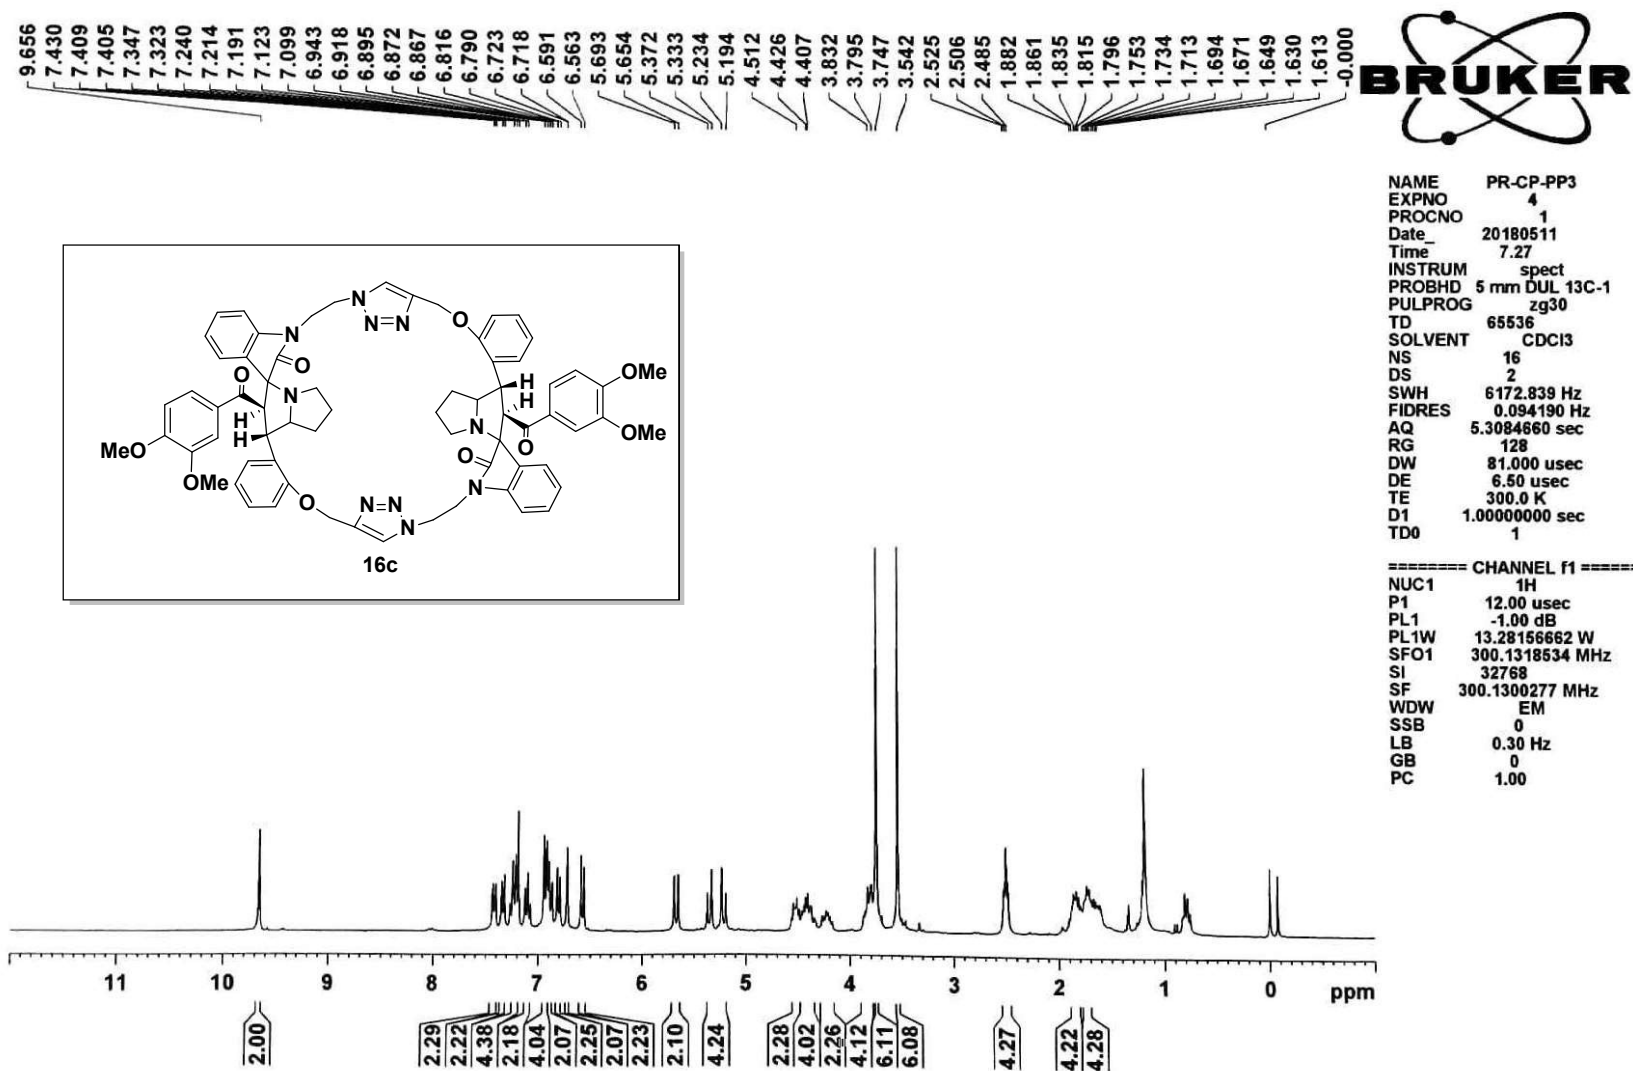 9.656 7.430 7.409 7.405 7.347 7.323 7.240 7.214 7.191 7.123 7.099 6.943 6.918 6.895 6.872 6.867 6.816 6.790 6.723 6.718 6.591 6.563 5.693 5.654 5.372 5.333 5.234 5.194 4.512 4.426 4.407 3.832 3.795 3.747 3.542 2.525 2.506 2.485 1.882 1.861 1.835 1.815 1.796 1.753 1.734 1.713 1.694 1.671 1.649 1.630 1.613 -0.000
BRUKER
NAME PR-CP-PP3
EXPNO 4
PROCNO 1
Date_ 20180511
Time 7.27
INSTRUM spect
PROBHD 5 mm DUL 13C-1
PULPROG zg30
TD 65536
SOLVENT CDCl3
NS 16
DS 2
SWH 6172.839 Hz
FIDRES 0.094190 Hz
AQ 5.3084660 sec
RG 128
DW 81.000 usec
DE 6.50 usec
TE 300.0 K
D1 1.00000000 sec
TD0 1
======== CHANNEL f1 ======
NUC1 1H
P1 12.00 usec
PL1 -1.00 dB
PL1W 13.28156662 W
SFO1 300.1318534 MHz
SI 32768
SF 300.1300277 MHz
WDW EM
SSB 0
LB 0.30 Hz
GB 0
PC 1.00
N
N=N
O
N
O
O
N
H
H
H
H
OMe
OMe
O
N
O
N
MeO
OMe
O
N=N
N
16c
11 10 9 8 7 6 5 4 3 2 1 0 ppm
2.00 2.29 2.22 4.38 2.18 4.04 2.07 2.25 2.07 2.23 2.10 4.24 2.28 4.02 2.26 4.12 6.11 6.08 4.27 4.22 4.28